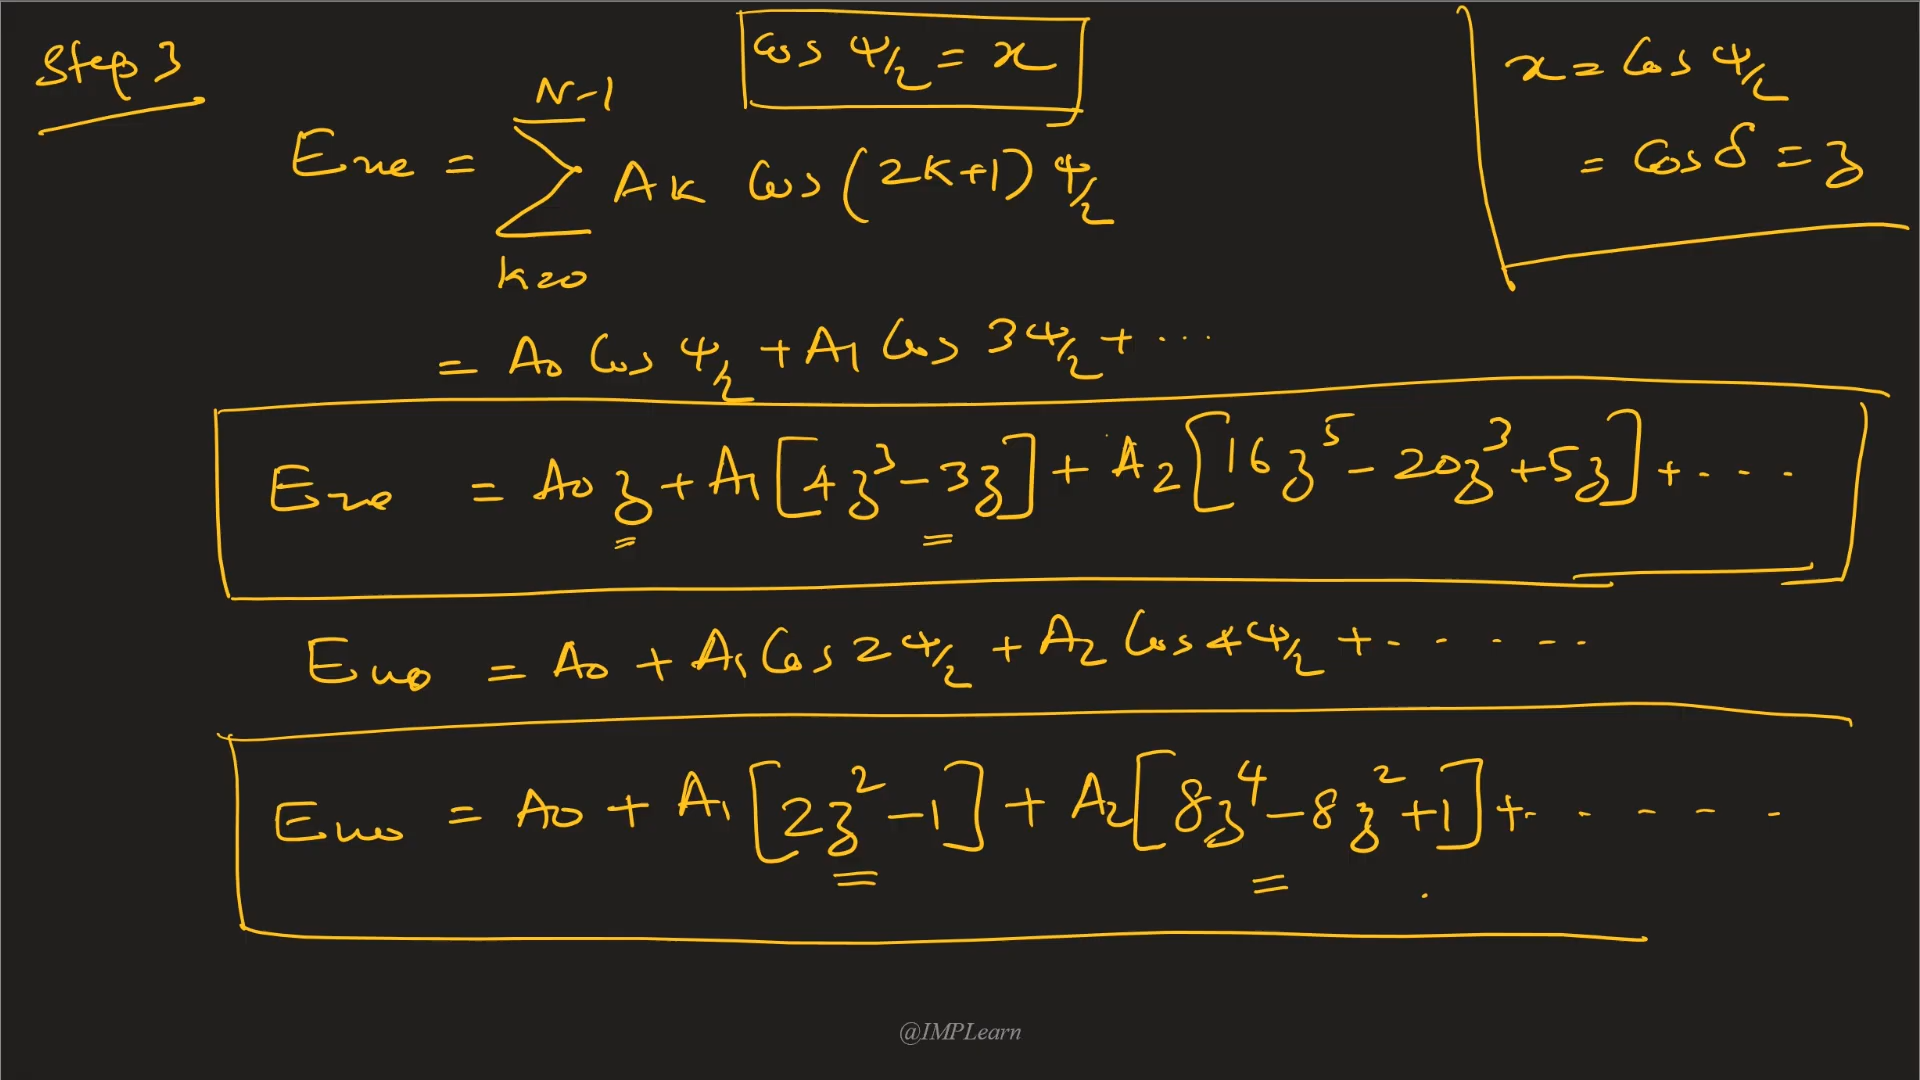 Step 3
cos ψ/2 = x
x = cos ψ/2
= cos δ = z
Ene = N-1 ∑ k=0 Ak cos (2k+1) ψ/2
= A0 cos ψ/2 + A1 cos 3ψ/2 + ...
Ene = A0 z + A1 [4z³ - 3z] + A2 [16z⁵ - 20z³ + 5z] + ....
Eno = A0 + A1 cos 2ψ/2 + A2 cos 4ψ/2 + .....
Eno = A0 + A1 [2z² - 1] + A2 [8z⁴ - 8z² + 1] + .....
@IMPLearn